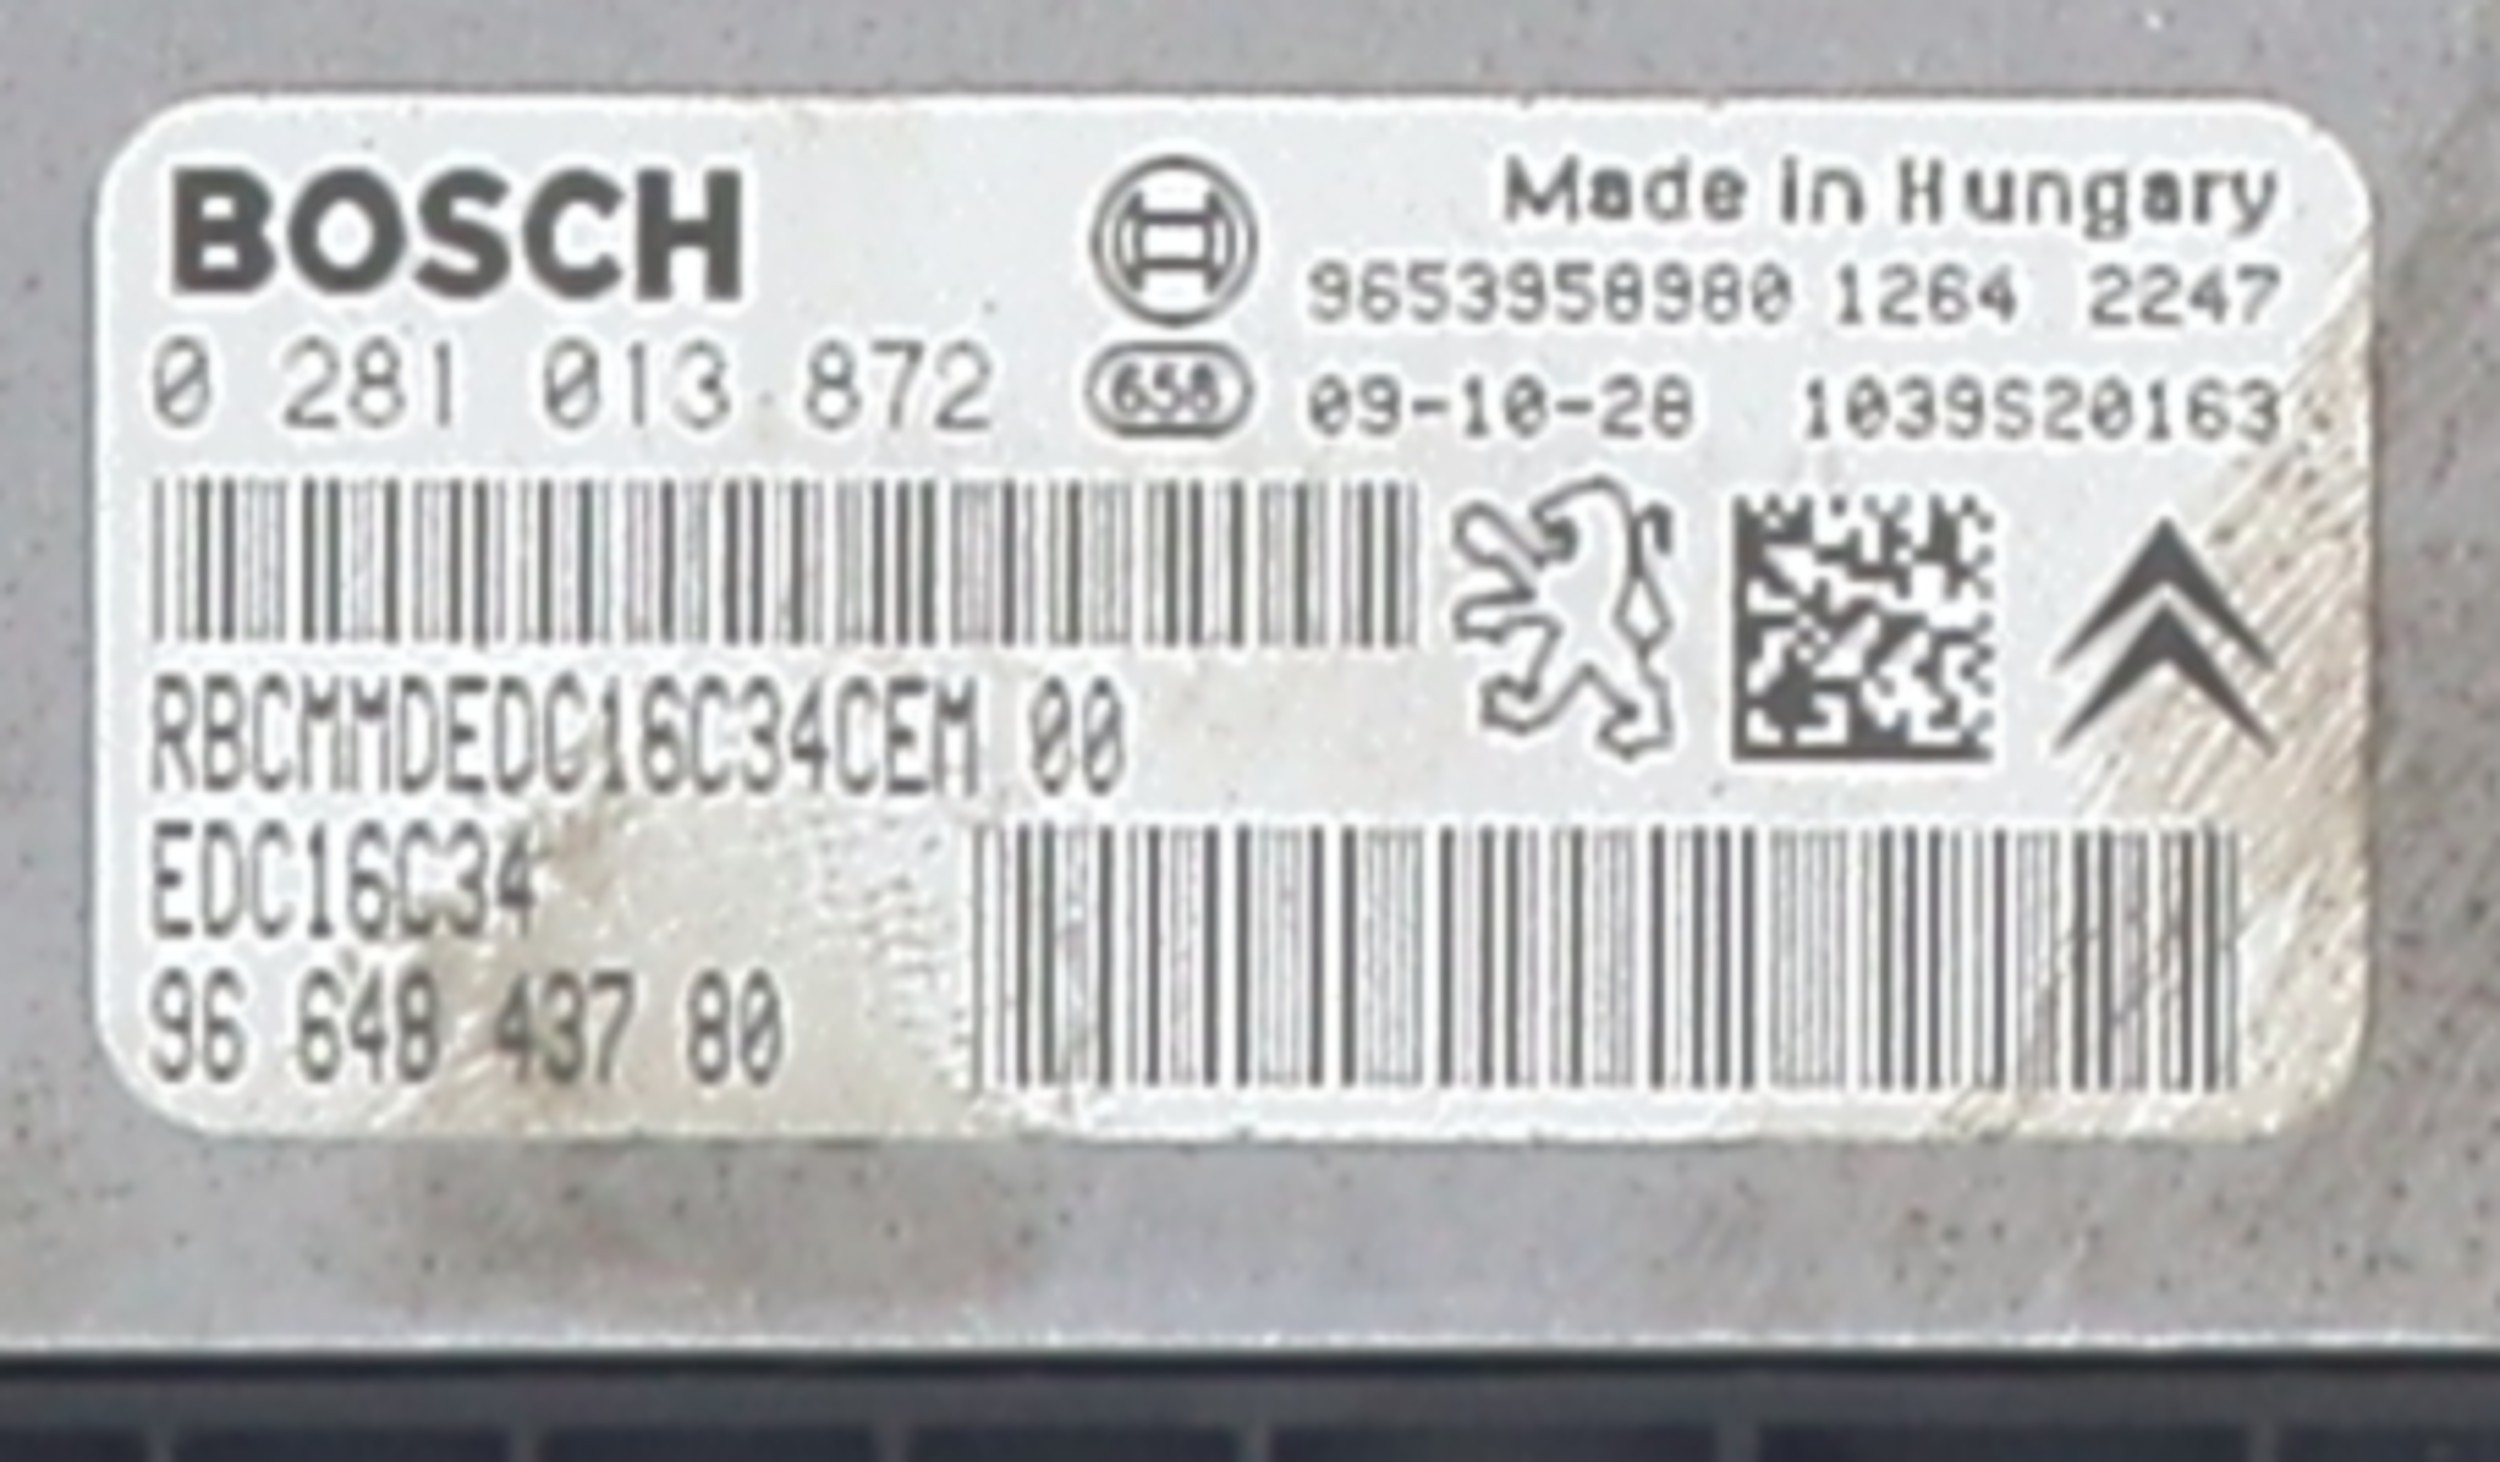 BOSCH
Made in Hungary
9653958980 1264 2247
0 281 013 872
658
09-10-28 1039S20163
RBCMMDEDC16C34CEM 00
EDC16C34
96 648 437 80